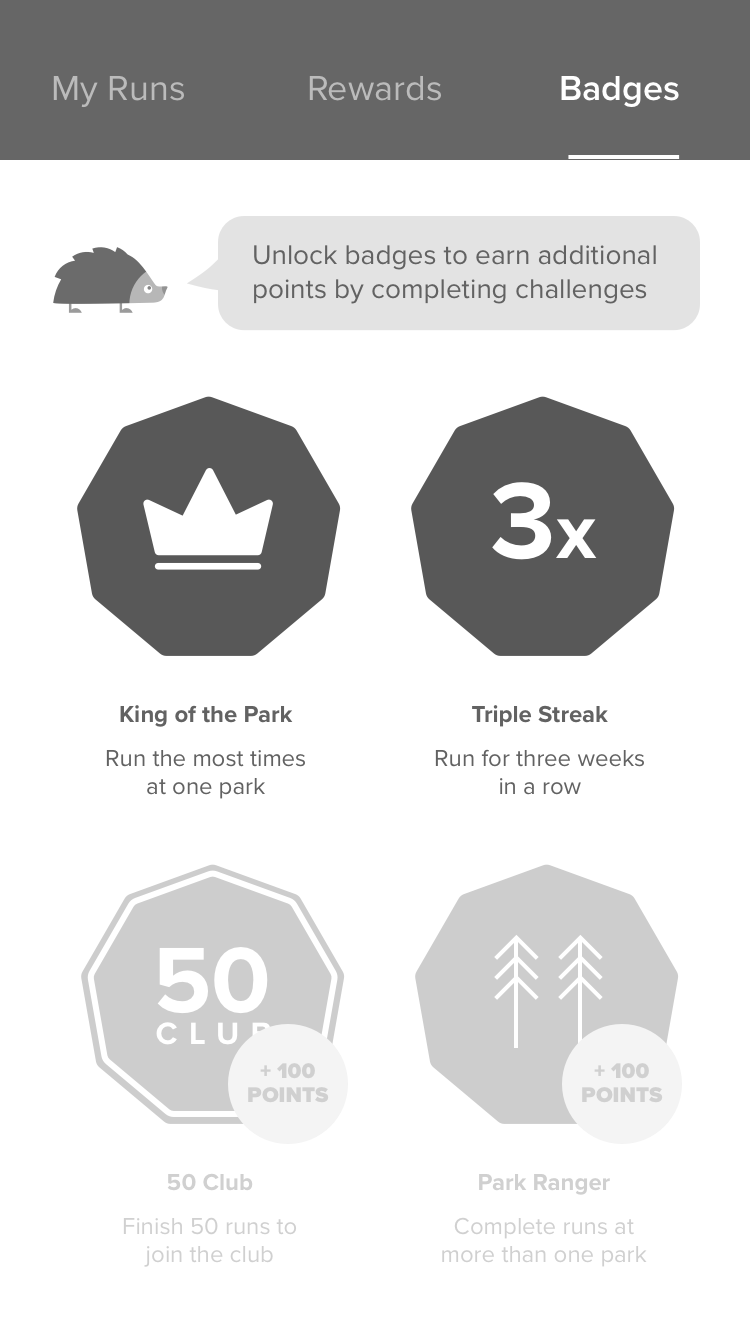 My Runs
Rewards
Badges
Unlock badges to earn additional
points by completing challenges
3x
King of the Park
Run the most times
at one park
Triple Streak
Run for three weeks
in a row
50
CLUB
+ 100
POINTS
+ 100
POINTS
50 Club
Finish 50 runs to
join the club
Park Ranger
Complete runs at
more than one park